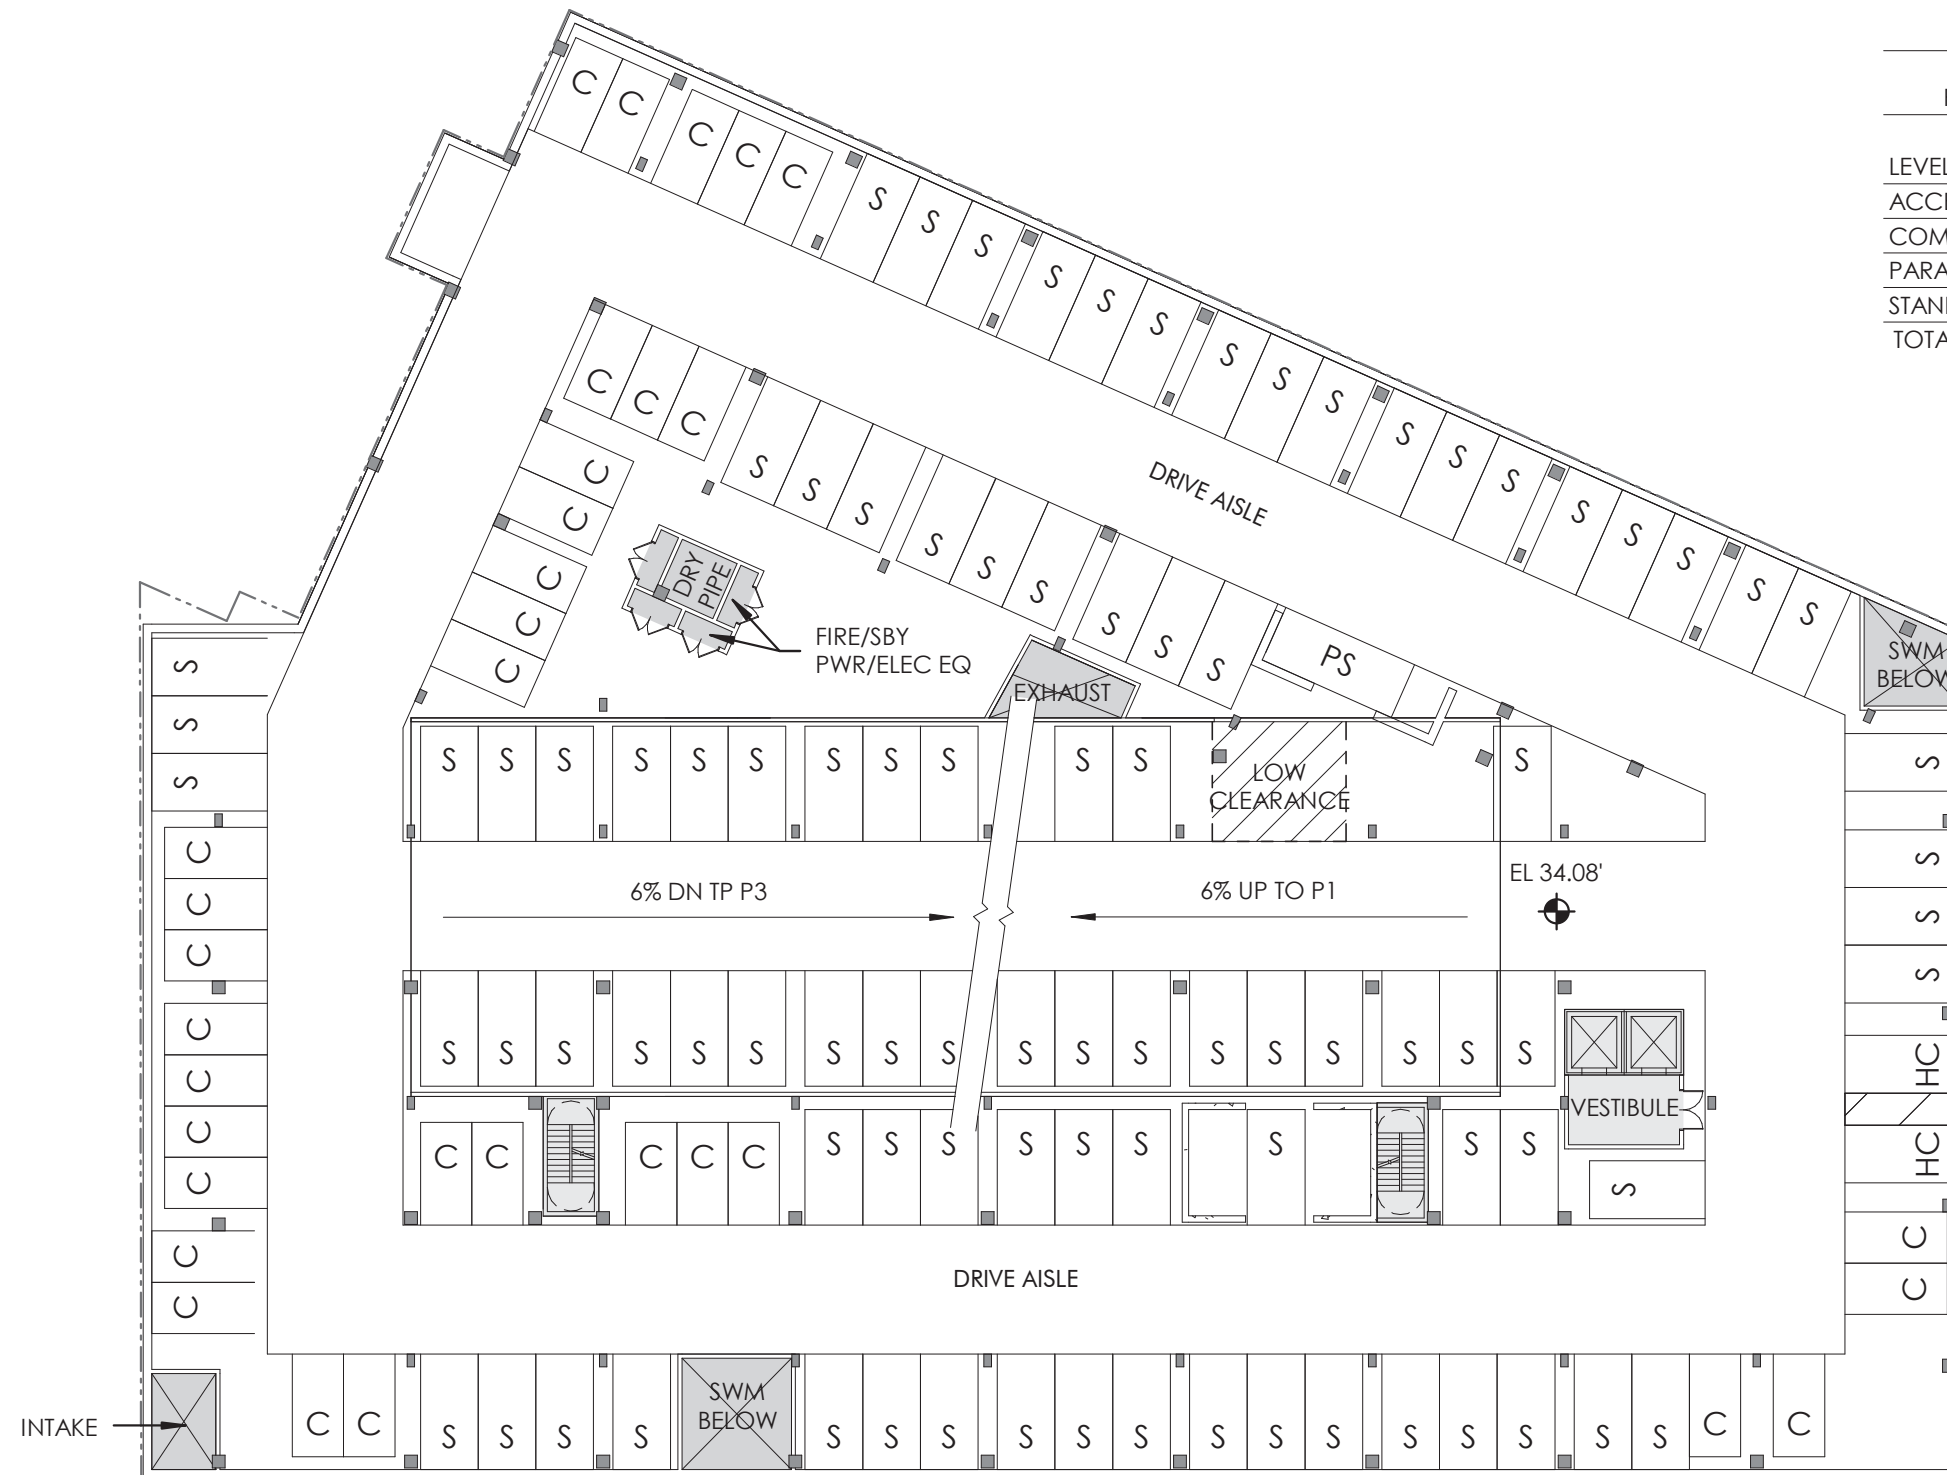 C C C C C S S S S S S S S S S S S S S S S S
LEVEL
COM
PARA
TOTA
C C C S S S S S S S S S PS
DRIVE AISLE
C
C
C
C
C
DRY
PIPE
FIRE/SBY
PWR/ELEC EQ
EXHAUST
SWM
BELOW
S
S
S
C
C
C
C
C
C
C
C
C
S S S S S S S S S S S S
LOW
CLEARANCE
6% DN TP P3
6% UP TO P1
EL 34.08'
S S S S S S S S S S S S S S S S S S
VESTIBULE
C C C C C S S S S S S S S S
S
S
S
S
S
HC
HC
C
C
DRIVE AISLE
INTAKE
SWM
BELOW
C C S S S S S S S S S S S S S S S S S S C C